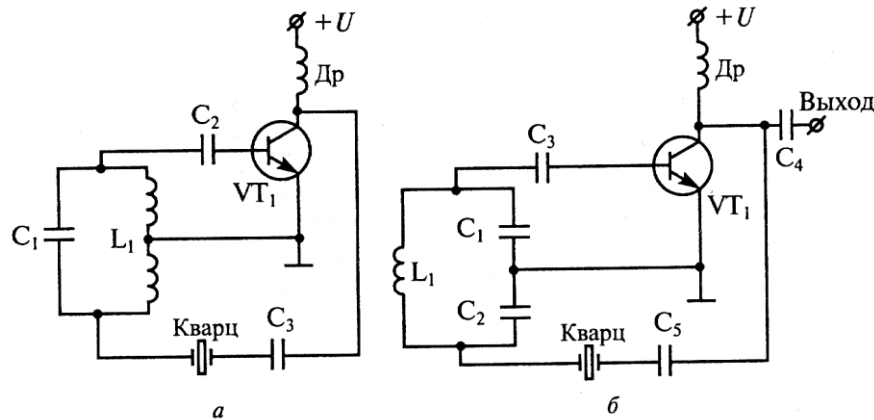 +U
Др
C₂
VT₁
C₁
L₁
Кварц
C₃
а
+U
Др
Выход
C₄
C₃
VT₁
C₁
L₁
C₂
Кварц
C₅
б